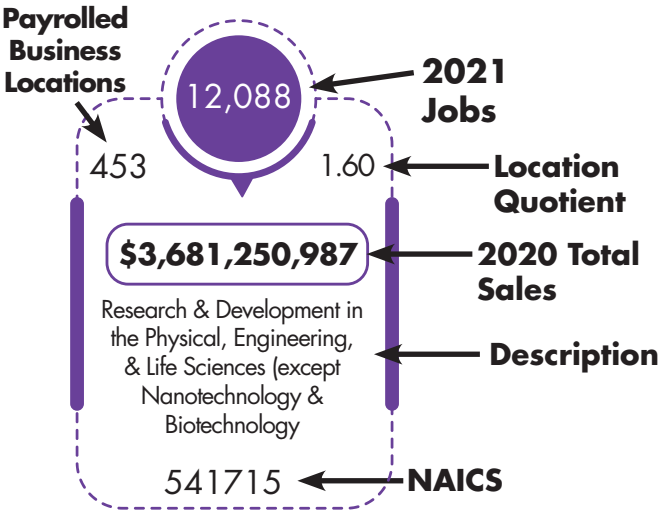 Payrolled
Business
Locations
12,088
2021
Jobs
453
1.60
Location
Quotient
$3,681,250,987
2020 Total
Sales
Research & Development in
the Physical, Engineering,
& Life Sciences (except
Nanotechnology &
Biotechnology
Description
541715
NAICS